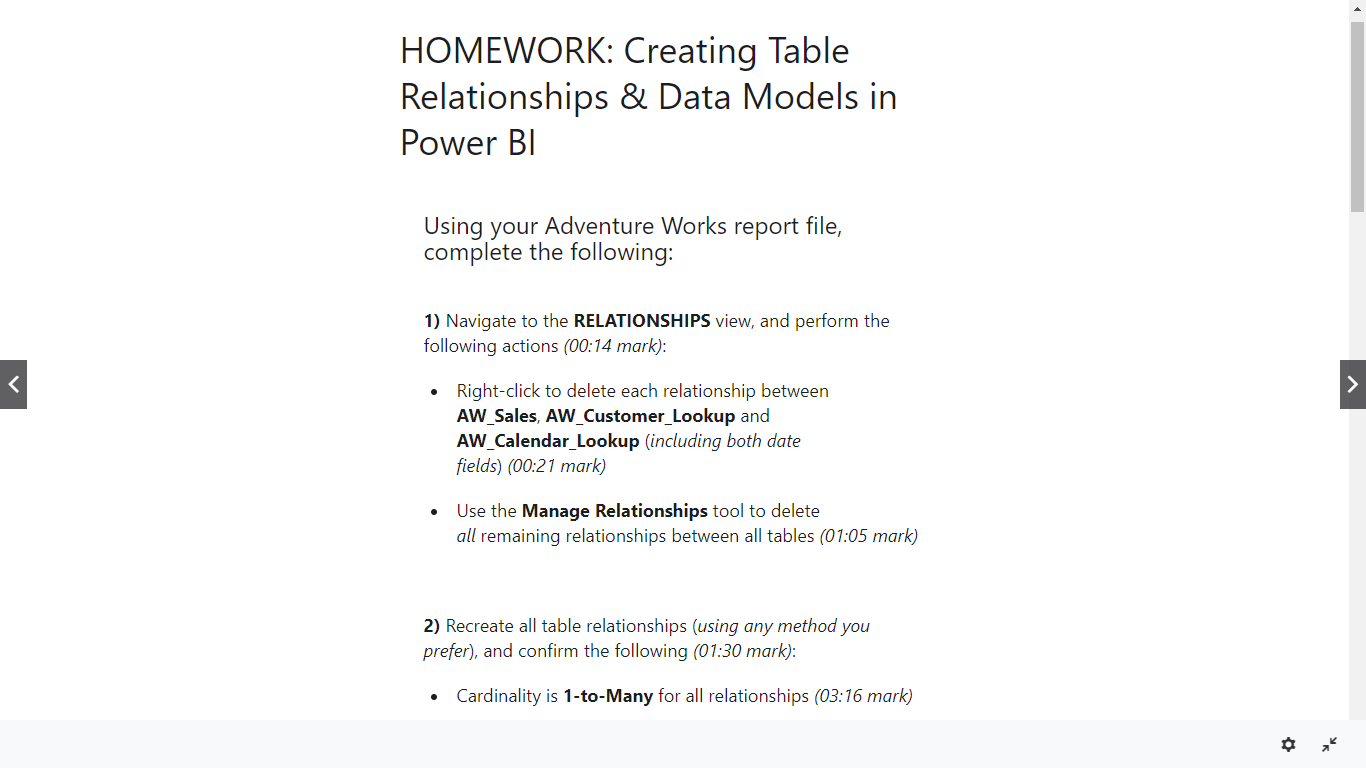 HOMEWORK: Creating Table
Relationships & Data Models in
Power BI
Using your Adventure Works report file,
complete the following:
1) Navigate to the RELATIONSHIPS view, and perform the
following actions (00:14 mark):
• Right-click to delete each relationship between
AW_Sales, AW_Customer_Lookup and
AW_Calendar_Lookup (including both date
fields) (00:21 mark)
• Use the Manage Relationships tool to delete
all remaining relationships between all tables (01:05 mark)
2) Recreate all table relationships (using any method you
prefer), and confirm the following (01:30 mark):
• Cardinality is 1-to-Many for all relationships (03:16 mark)